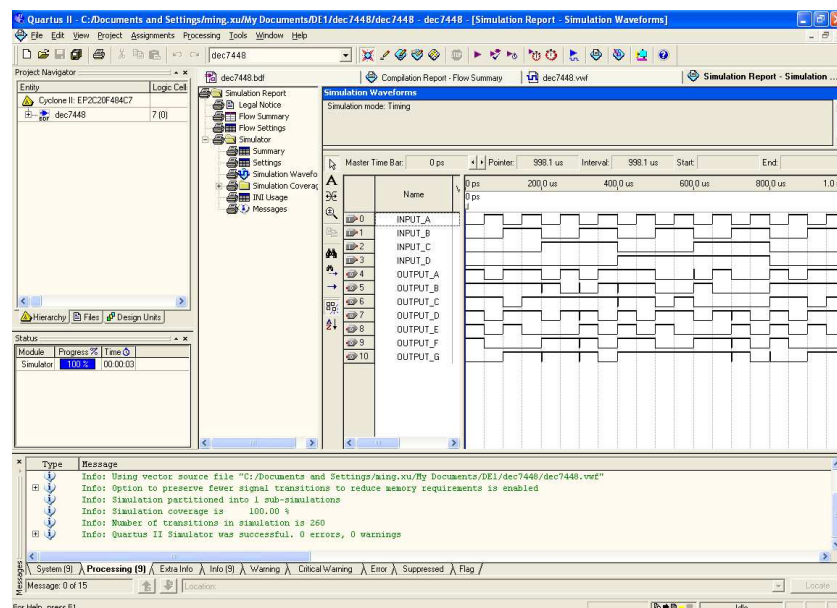 Quartus II - C:/Documents and Settings/ming.xu/My Documents/DE1/dec7448/dec7448 - dec7448 - [Simulation Report - Simulation Waveforms]
File Edit View Project Assignments Processing Tools Window Help
dec7448
Project Navigator
Entity Logic Cell
Cyclone II: EP2C20F484C7
dec7448 7 (0)
Hierarchy Files Design Units
Status
Module Progress % Time
Simulator 100 % 00:00:03
dec7448.bdf
Compilation Report - Flow Summary
dec7448.vwf
Simulation Report - Simulation ...
Simulation Report
Legal Notice
Flow Summary
Flow Settings
Simulator
Summary
Settings
Simulation Wavefo
Simulation Coverag
INI Usage
Messages
Simulation Waveforms
Simulation mode: Timing
Master Time Bar: 0 ps Pointer: 998.1 us Interval: 998.1 us Start: End:
Name
0 ps 200,0 us 400,0 us 600,0 us 800,0 us 1.0
0 ps
0 INPUT_A
1 INPUT_B
2 INPUT_C
3 INPUT_D
4 OUTPUT_A
5 OUTPUT_B
6 OUTPUT_C
7 OUTPUT_D
8 OUTPUT_E
9 OUTPUT_F
10 OUTPUT_G
Type Message
Info: Using vector source file "C:/Documents and Settings/ming.xu/My Documents/DE1/dec7448/dec7448.vwf"
Info: Option to preserve fewer signal transitions to reduce memory requirements is enabled
Info: Simulation partitioned into 1 sub-simulations
Info: Simulation coverage is 100.00 %
Info: Number of transitions in simulation is 260
Info: Quartus II Simulator was successful. 0 errors, 0 warnings
System (9) Processing (9) Extra Info Info (9) Warning Critical Warning Error Suppressed Flag
Messages
Message: 0 of 15 Location: Locate
For Help, press F1 Idle